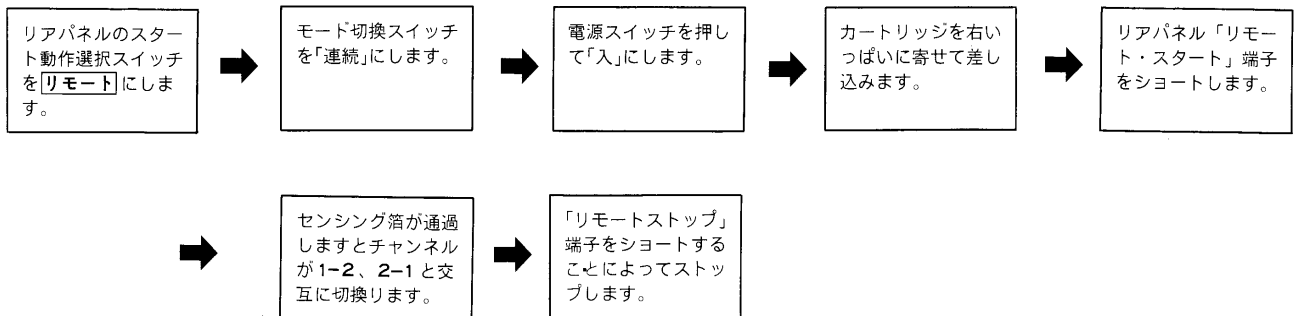 リアパネルのスター
ト動作選択スイッチ
をリモートにしま
す。
モード切換スイッチ
を｢連続｣にします。
電源スイッチを押し
て｢入｣にします。
カートリッジを右い
っぱいに寄せて差し
込みます。
リアパネル「リモー
ト・スタート」端子
をショートします。
センシング箔が通過
しますとチャンネル
が1−2、2−1と交
互に切換ります。
「リモートストップ」
端子をショートする
ことによってストッ
プします。